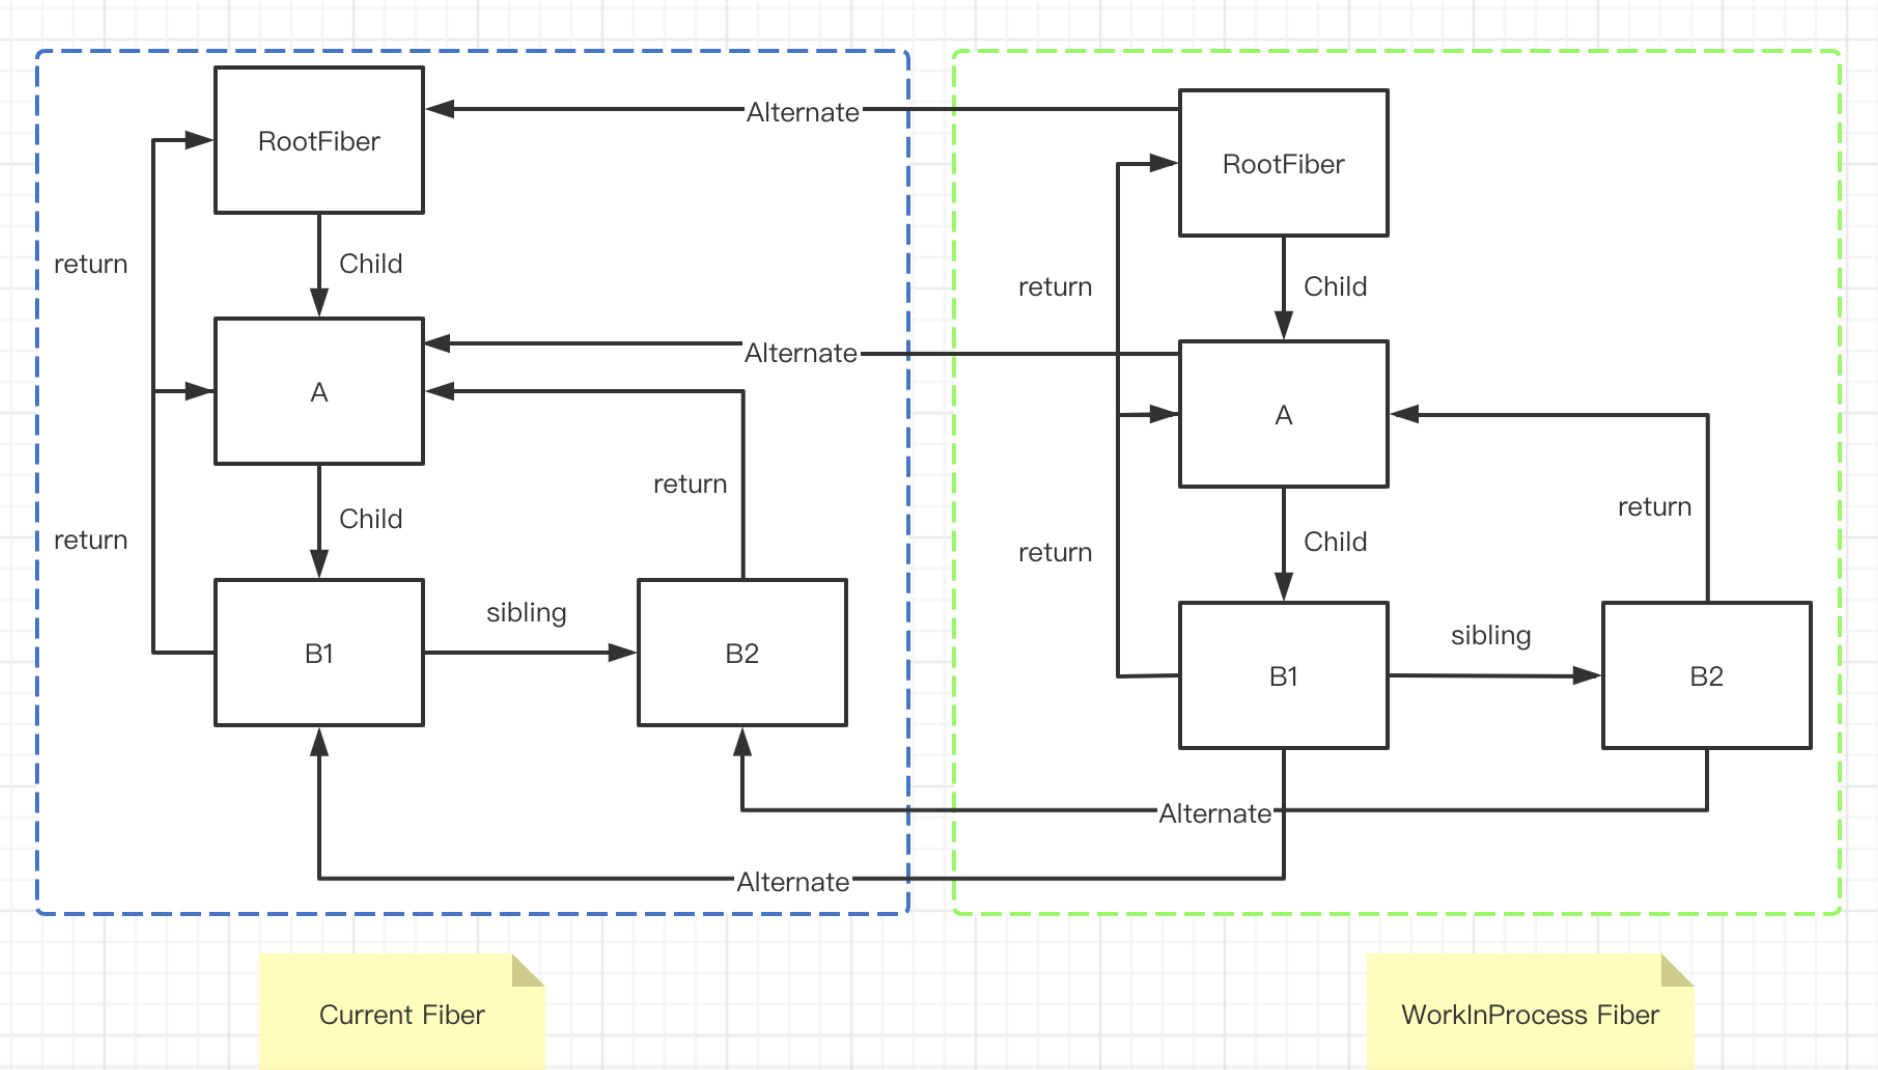 RootFiber
return
Child
A
return
Child
return
B1
sibling
B2
Alternate
Alternate
Alternate
Alternate
RootFiber
return
Child
A
return
Child
return
B1
sibling
B2
Current Fiber
WorkInProcess Fiber